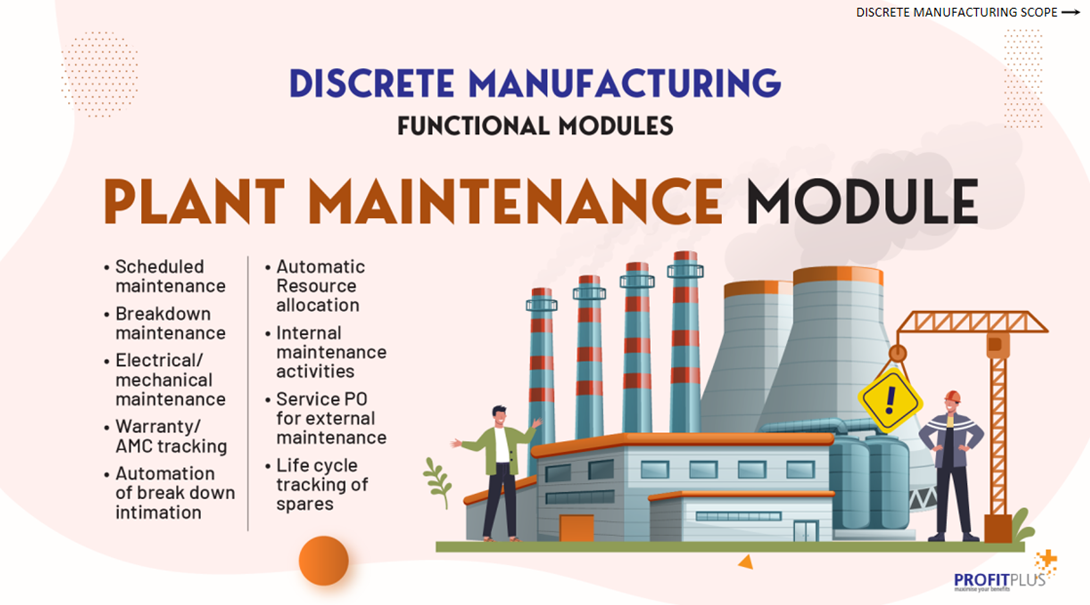 DISCRETE MANUFACTURING SCOPE
DISCRETE MANUFACTURING
FUNCTIONAL MODULES
PLANT MAINTENANCE MODULE
• Scheduled
maintenance
• Breakdown
maintenance
• Electrical/
mechanical
maintenance
• Warranty/
AMC tracking
• Automation
of break down
intimation
• Automatic
Resource
allocation
• Internal
maintenance
activities
• Service PO
for external
maintenance
• Life cycle
tracking of
spares
!
PROFITPLUS
maximise your benefits